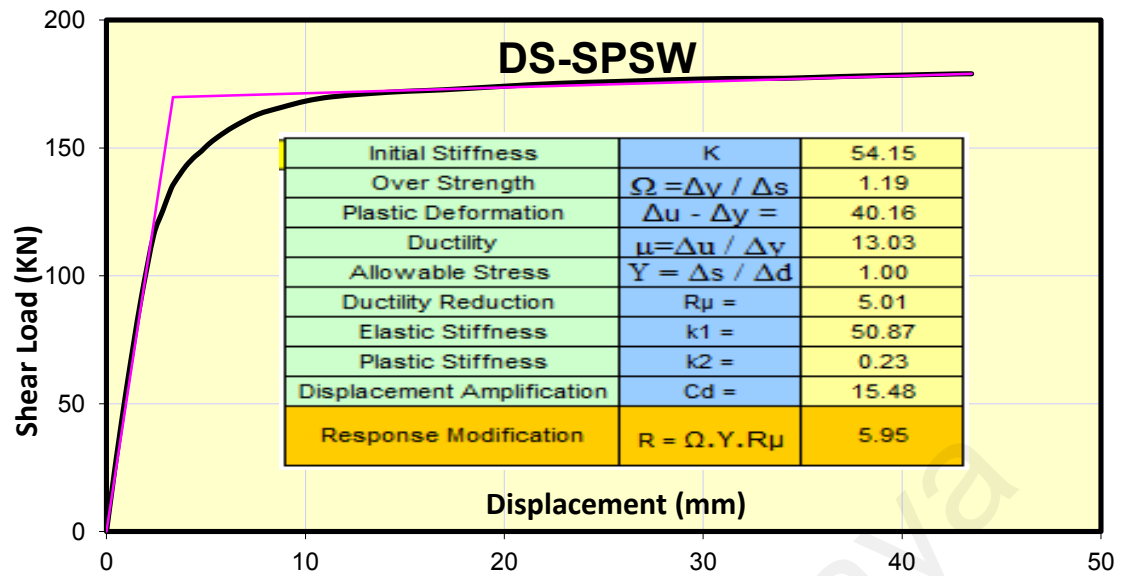 200
DS-SPSW
150
Initial Stiffness K 54.15
Over Strength Ω =Δy / Δs 1.19
Plastic Deformation Δu - Δy = 40.16
Ductility μ=Δu / Δy 13.03
Allowable Stress Y = Δs / Δd 1.00
Ductility Reduction Rμ = 5.01
Elastic Stiffness k1 = 50.87
Plastic Stiffness k2 = 0.23
Displacement Amplification Cd = 15.48
Response Modification R = Ω.Y.Rμ 5.95
100
50
0
Shear Load (KN)
Displacement (mm)
0 10 20 30 40 50